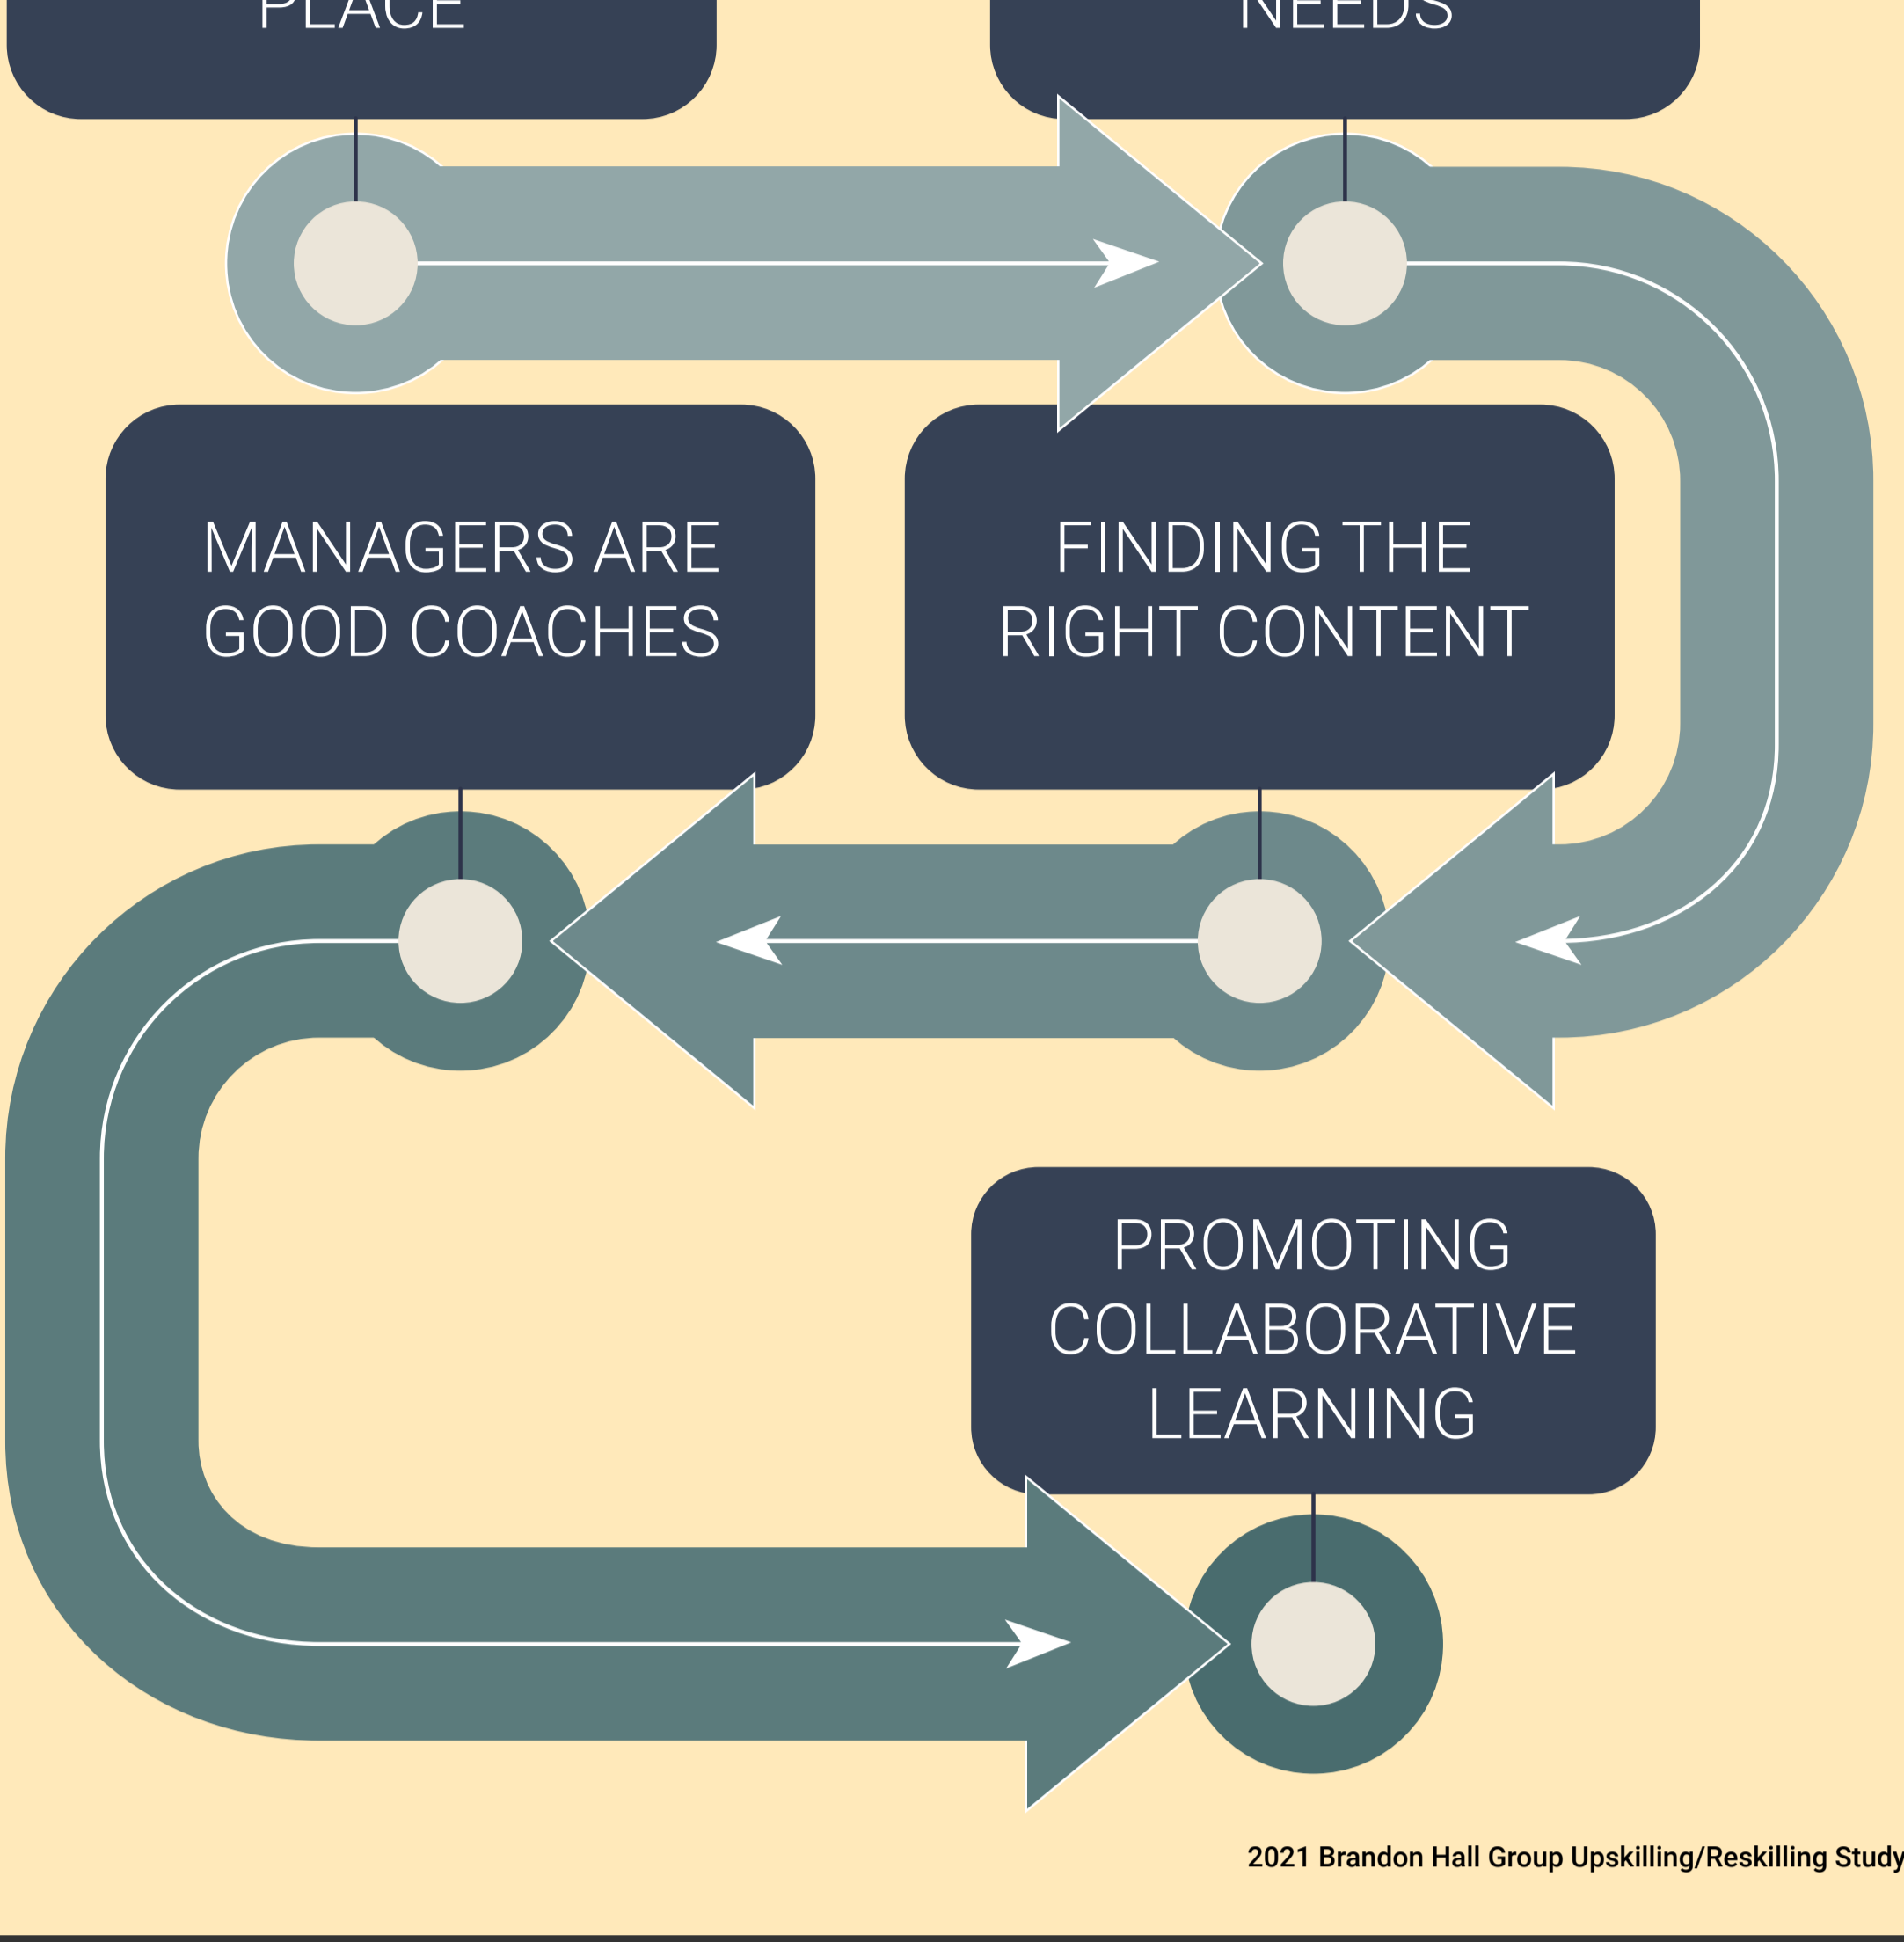 PLACE
NEEDS
MANAGERS ARE
GOOD COACHES
FINDING THE
RIGHT CONTENT
PROMOTING
COLLABORATIVE
LEARNING
2021 Brandon Hall Group Upskilling/Reskilling Study